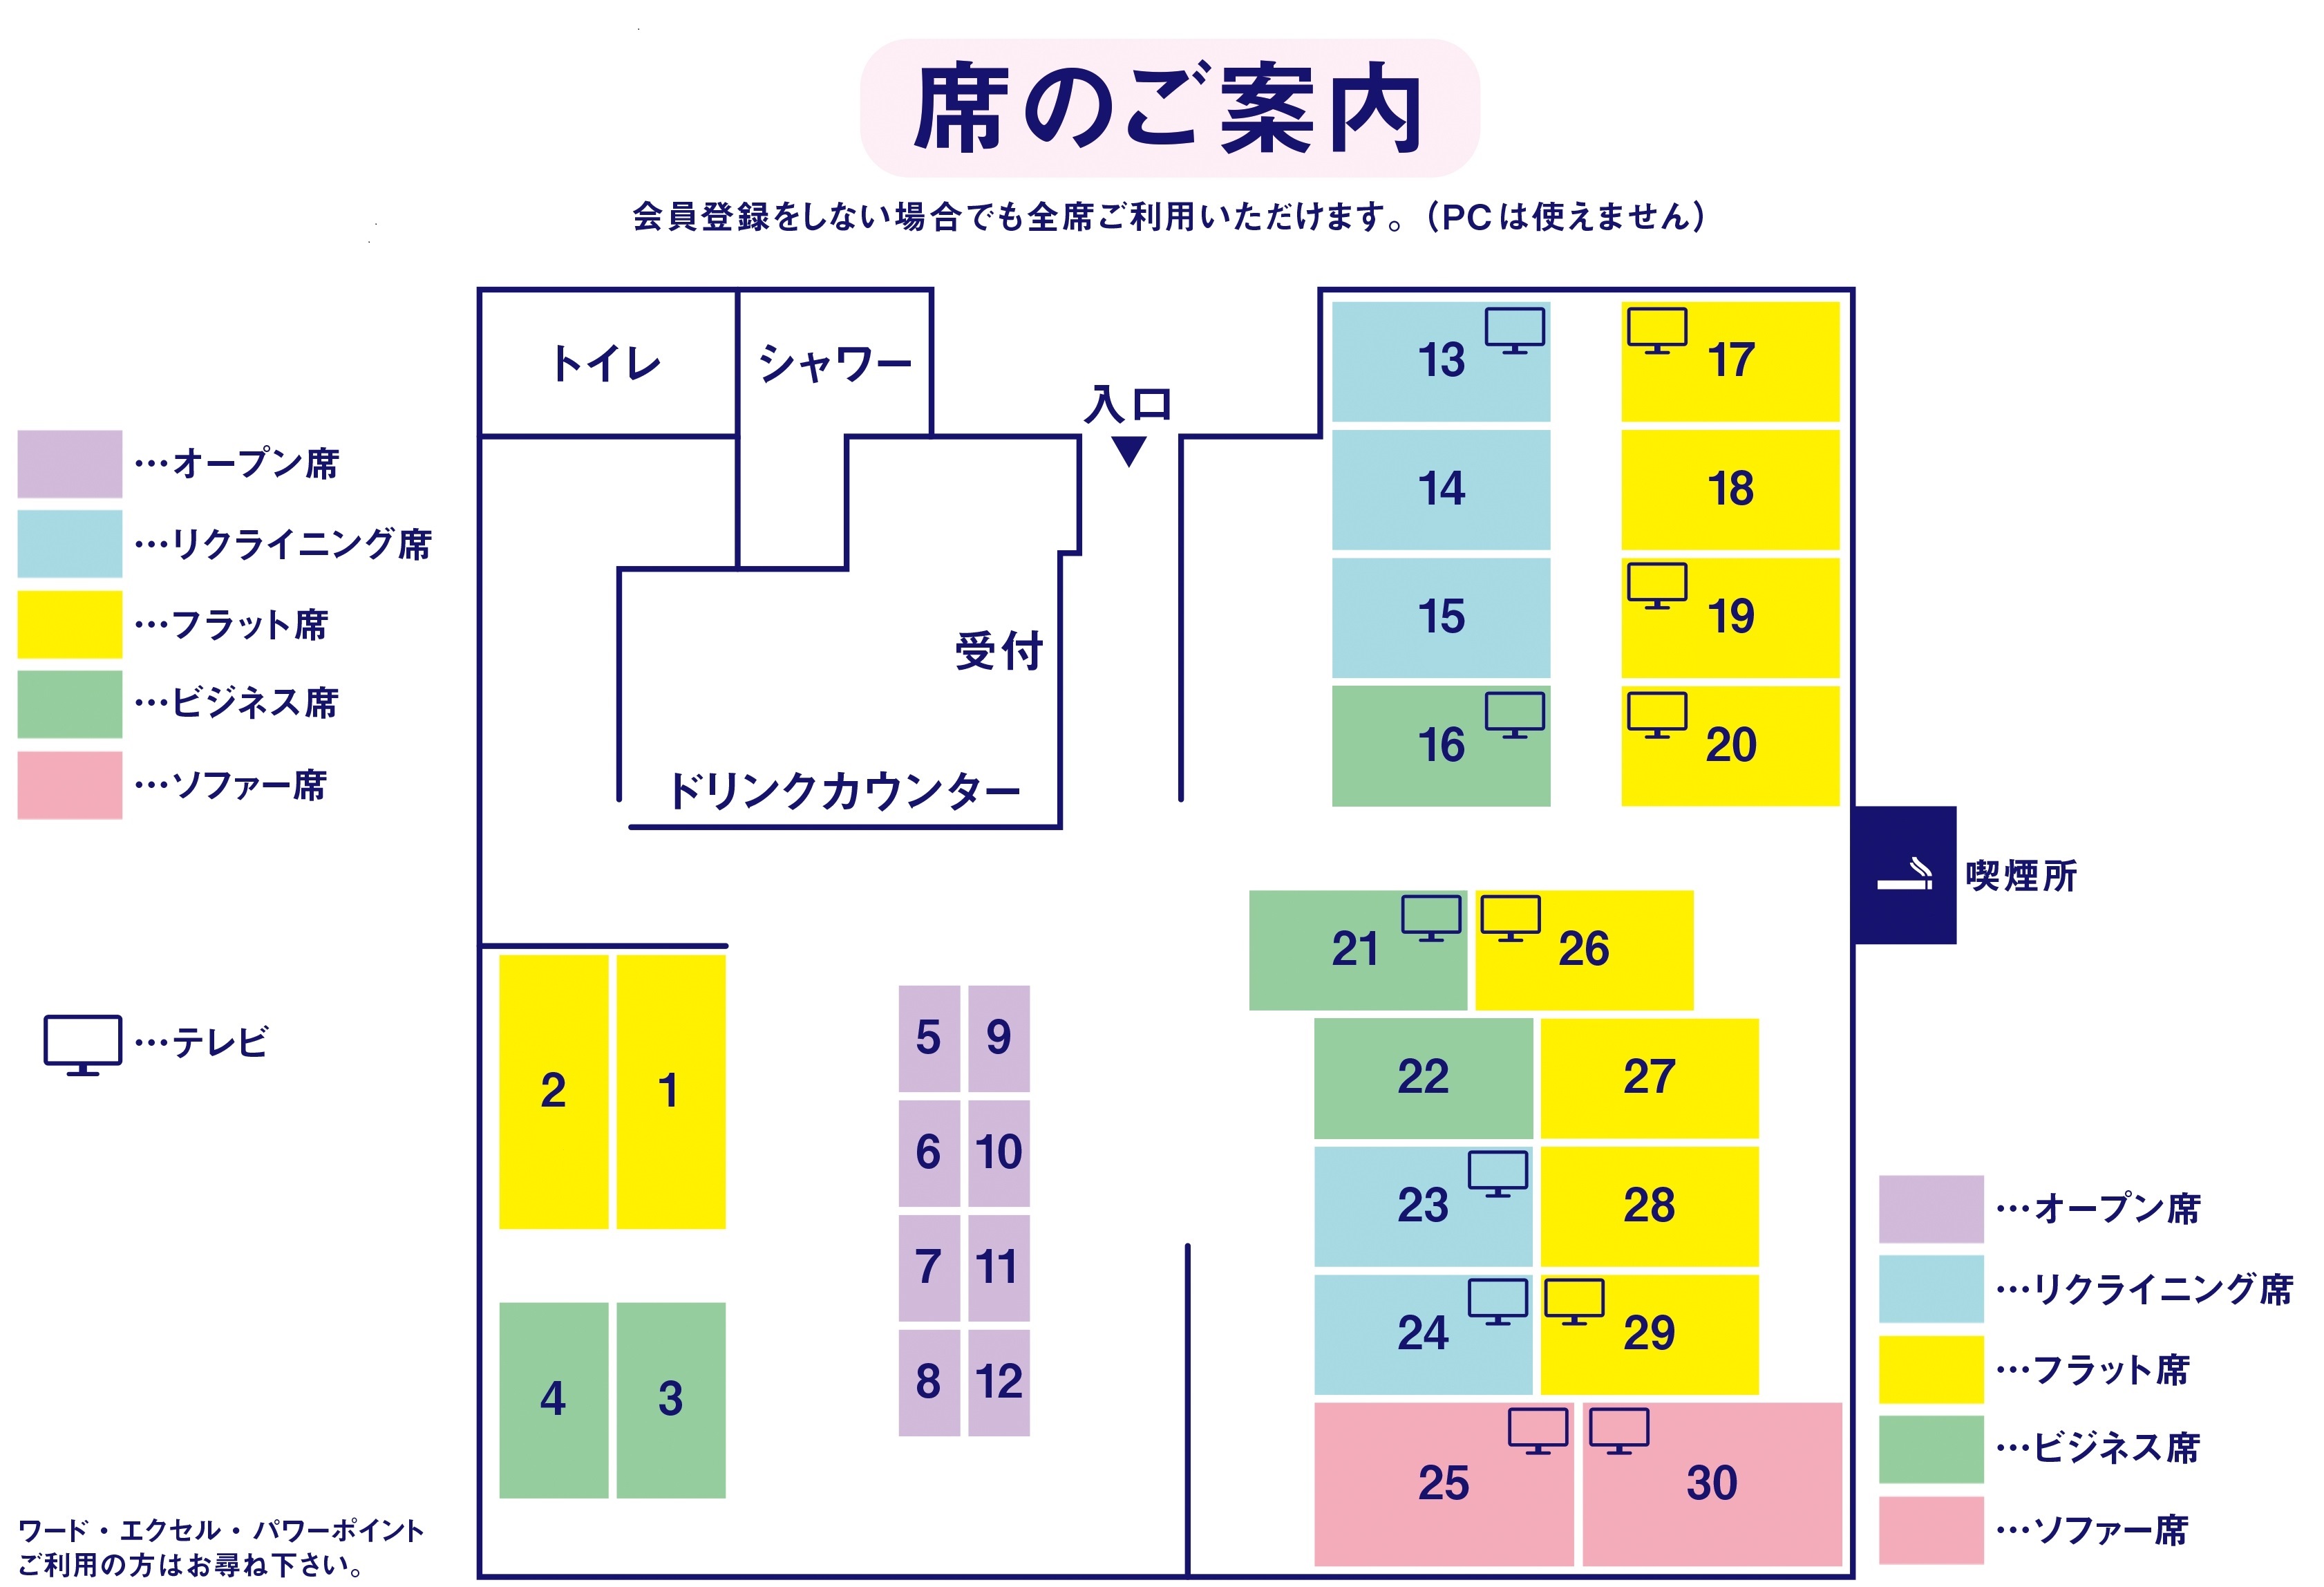 席のご案内
会員登録をしない場合でも全席ご利用いただけます。（PCは使えません）
トイレ
シャワー
入口
受付
ドリンクカウンター
…オープン席
…リクライニング席
…フラット席
…ビジネス席
…ソファー席
…テレビ
13
17
14
18
15
19
16
20
喫煙所
21
26
22
27
23
28
24
29
25
30
2
1
4
3
5
9
6
10
7
11
8
12
…オープン席
…リクライニング席
…フラット席
…ビジネス席
…ソファー席
ワード・エクセル・パワーポイント
ご利用の方はお尋ね下さい。